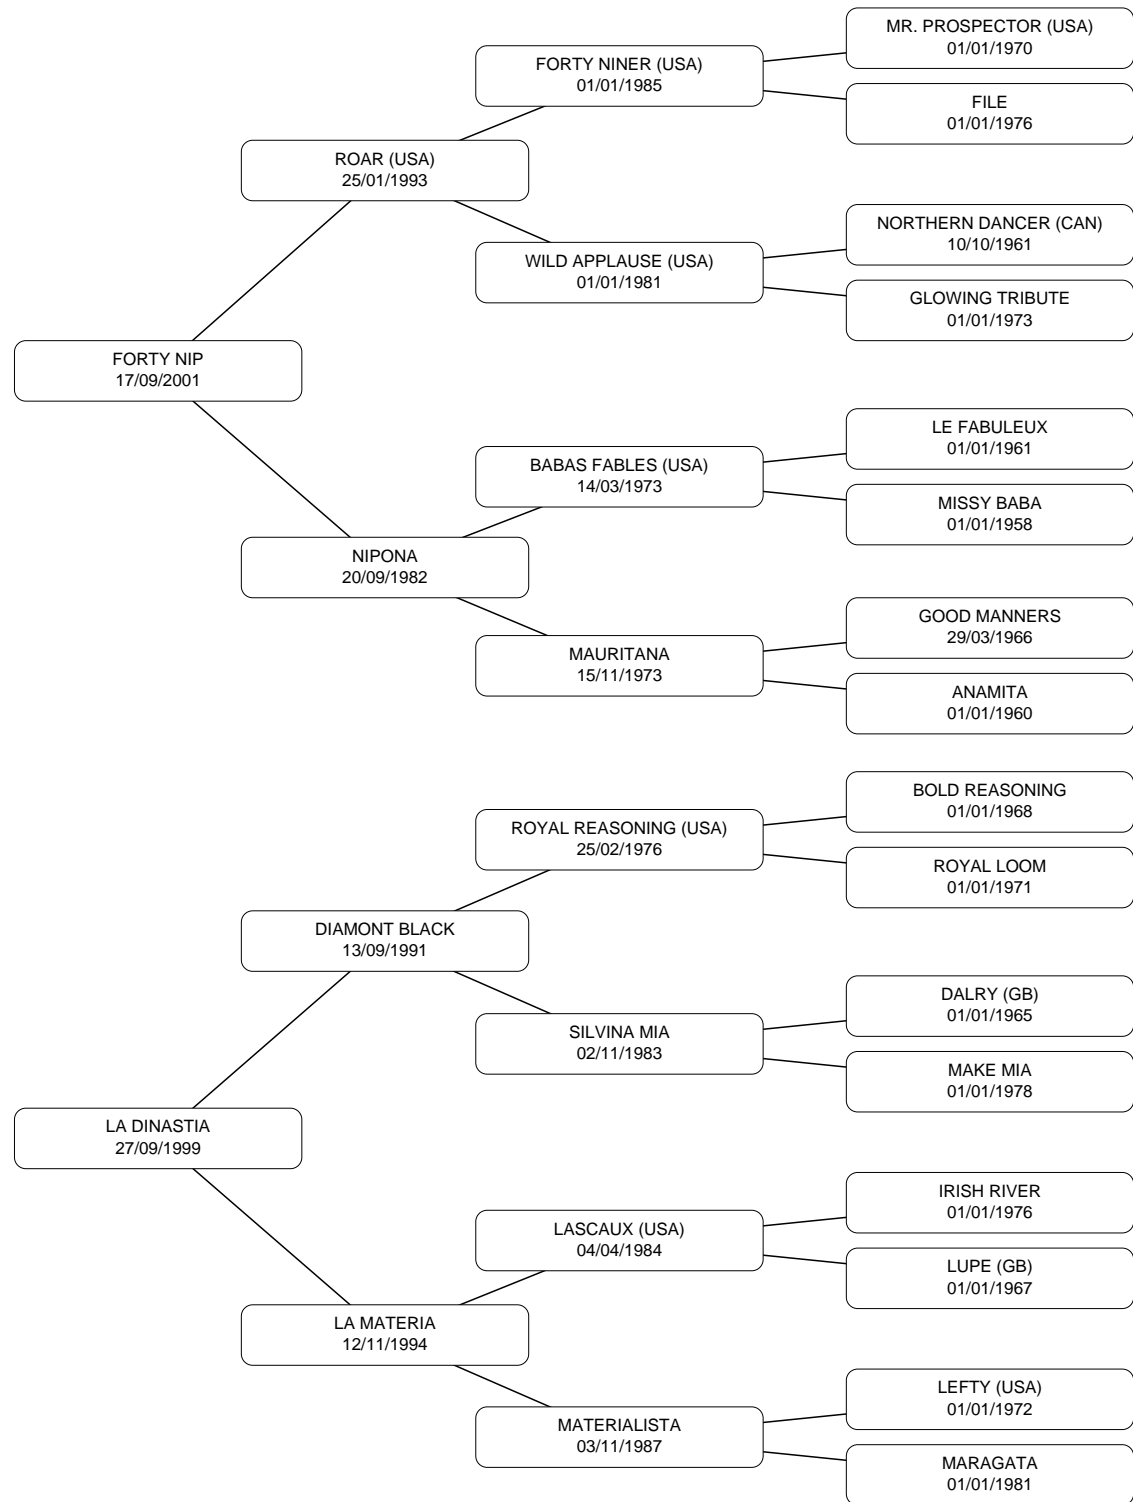 MR. PROSPECTOR (USA)
01/01/1970
FORTY NINER (USA)
01/01/1985
FILE
01/01/1976
ROAR (USA)
25/01/1993
NORTHERN DANCER (CAN)
10/10/1961
WILD APPLAUSE (USA)
01/01/1981
GLOWING TRIBUTE
01/01/1973
FORTY NIP
17/09/2001
LE FABULEUX
01/01/1961
BABAS FABLES (USA)
14/03/1973
MISSY BABA
01/01/1958
NIPONA
20/09/1982
GOOD MANNERS
29/03/1966
MAURITANA
15/11/1973
ANAMITA
01/01/1960
BOLD REASONING
01/01/1968
ROYAL REASONING (USA)
25/02/1976
ROYAL LOOM
01/01/1971
DIAMONT BLACK
13/09/1991
DALRY (GB)
01/01/1965
SILVINA MIA
02/11/1983
MAKE MIA
01/01/1978
LA DINASTIA
27/09/1999
IRISH RIVER
01/01/1976
LASCAUX (USA)
04/04/1984
LUPE (GB)
01/01/1967
LA MATERIA
12/11/1994
LEFTY (USA)
01/01/1972
MATERIALISTA
03/11/1987
MARAGATA
01/01/1981